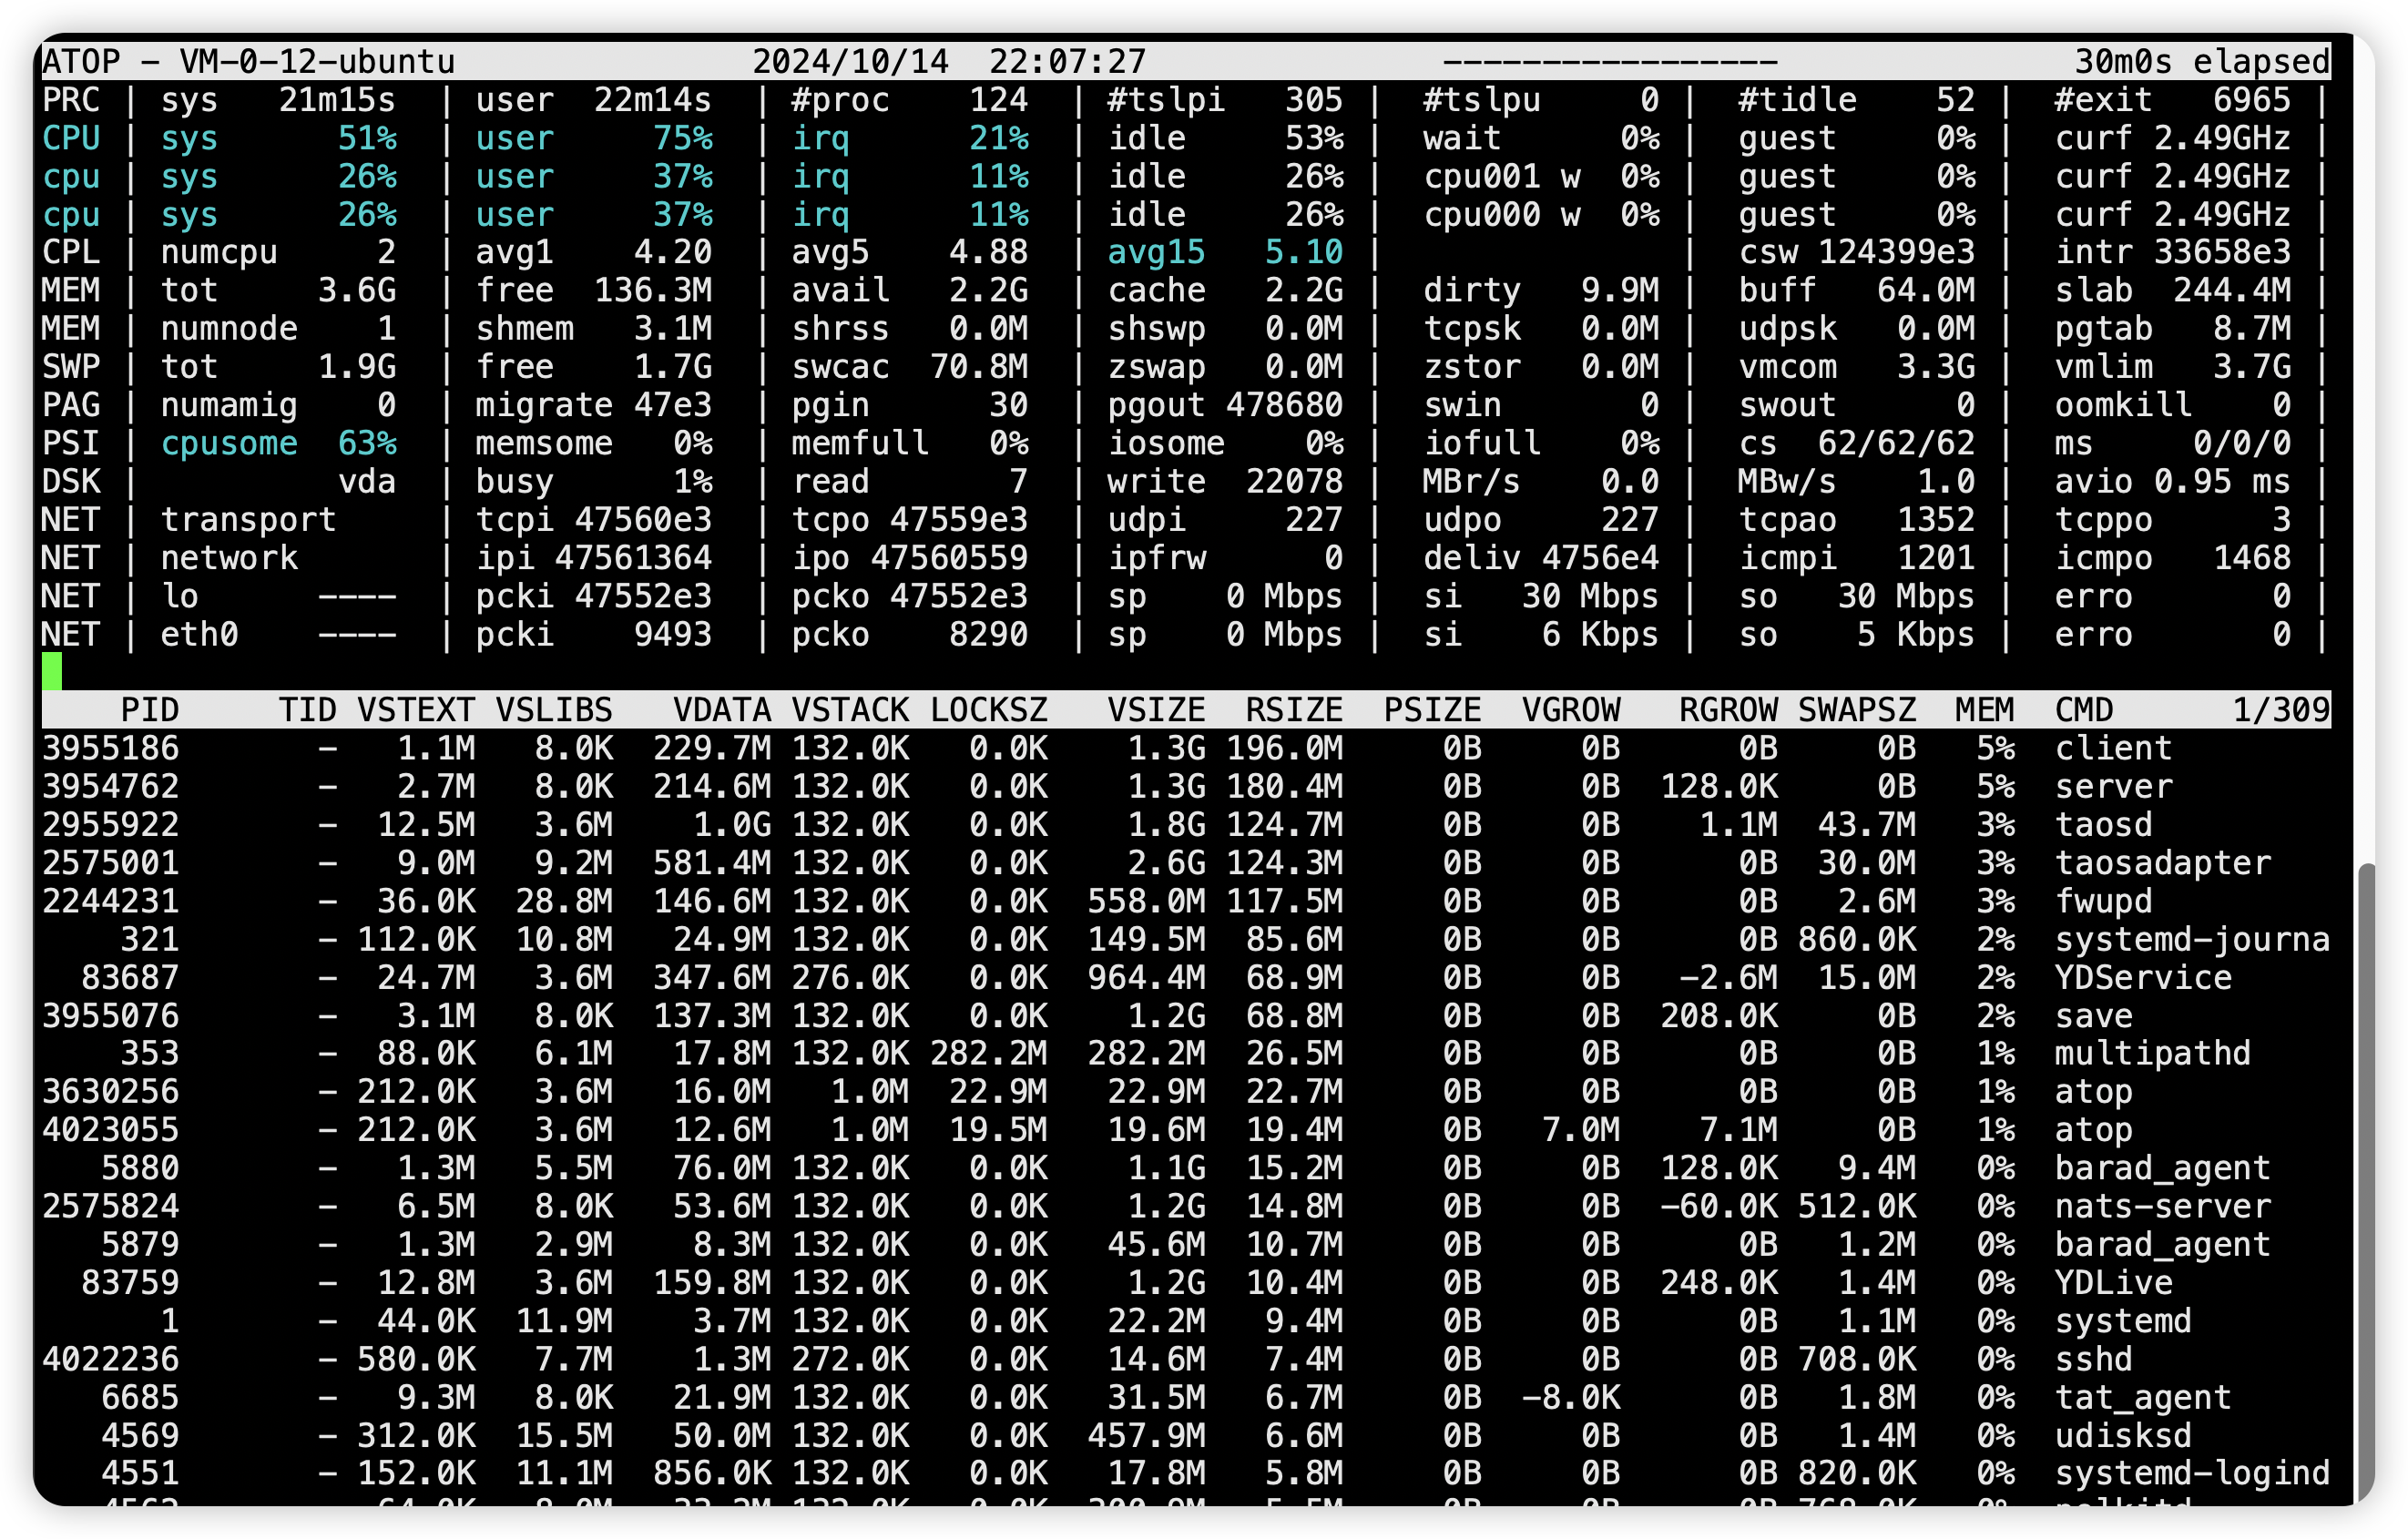 ATOP - VM-0-12-ubuntu 2024/10/14 22:07:27 ----------------- 30m0s elapsed
PRC | sys 21m15s | user 22m14s | #proc 124 | #tslpi 305 | #tslpu 0 | #tidle 52 | #exit 6965 |
CPU | sys 51% | user 75% | irq 21% | idle 53% | wait 0% | guest 0% | curf 2.49GHz |
cpu | sys 26% | user 37% | irq 11% | idle 26% | cpu001 w 0% | guest 0% | curf 2.49GHz |
cpu | sys 26% | user 37% | irq 11% | idle 26% | cpu000 w 0% | guest 0% | curf 2.49GHz |
CPL | numcpu 2 | avg1 4.20 | avg5 4.88 | avg15 5.10 | | csw 124399e3 | intr 33658e3 |
MEM | tot 3.6G | free 136.3M | avail 2.2G | cache 2.2G | dirty 9.9M | buff 64.0M | slab 244.4M |
MEM | numnode 1 | shmem 3.1M | shrss 0.0M | shswp 0.0M | tcpsk 0.0M | udpsk 0.0M | pgtab 8.7M |
SWP | tot 1.9G | free 1.7G | swcac 70.8M | zswap 0.0M | zstor 0.0M | vmcom 3.3G | vmlim 3.7G |
PAG | numamig 0 | migrate 47e3 | pgin 30 | pgout 478680 | swin 0 | swout 0 | oomkill 0 |
PSI | cpusome 63% | memsome 0% | memfull 0% | iosome 0% | iofull 0% | cs 62/62/62 | ms 0/0/0 |
DSK | vda | busy 1% | read 7 | write 22078 | MBr/s 0.0 | MBw/s 1.0 | avio 0.95 ms |
NET | transport | tcpi 47560e3 | tcpo 47559e3 | udpi 227 | udpo 227 | tcpao 1352 | tcppo 3 |
NET | network | ipi 47561364 | ipo 47560559 | ipfrw 0 | deliv 4756e4 | icmpi 1201 | icmpo 1468 |
NET | lo ---- | pcki 47552e3 | pcko 47552e3 | sp 0 Mbps | si 30 Mbps | so 30 Mbps | erro 0 |
NET | eth0 ---- | pcki 9493 | pcko 8290 | sp 0 Mbps | si 6 Kbps | so 5 Kbps | erro 0 |
PID TID VSTEXT VSLIBS VDATA VSTACK LOCKSZ VSIZE RSIZE PSIZE VGROW RGROW SWAPSZ MEM CMD 1/309
3955186 - 1.1M 8.0K 229.7M 132.0K 0.0K 1.3G 196.0M 0B 0B 0B 0B 5% client
3954762 - 2.7M 8.0K 214.6M 132.0K 0.0K 1.3G 180.4M 0B 0B 128.0K 0B 5% server
2955922 - 12.5M 3.6M 1.0G 132.0K 0.0K 1.8G 124.7M 0B 0B 1.1M 43.7M 3% taosd
2575001 - 9.0M 9.2M 581.4M 132.0K 0.0K 2.6G 124.3M 0B 0B 0B 30.0M 3% taosadapter
2244231 - 36.0K 28.8M 146.6M 132.0K 0.0K 558.0M 117.5M 0B 0B 0B 2.6M 3% fwupd
321 - 112.0K 10.8M 24.9M 132.0K 0.0K 149.5M 85.6M 0B 0B 0B 860.0K 2% systemd-journa
83687 - 24.7M 3.6M 347.6M 276.0K 0.0K 964.4M 68.9M 0B 0B -2.6M 15.0M 2% YDService
3955076 - 3.1M 8.0K 137.3M 132.0K 0.0K 1.2G 68.8M 0B 0B 208.0K 0B 2% save
353 - 88.0K 6.1M 17.8M 132.0K 282.2M 282.2M 26.5M 0B 0B 0B 0B 1% multipathd
3630256 - 212.0K 3.6M 16.0M 1.0M 22.9M 22.9M 22.7M 0B 0B 0B 0B 1% atop
4023055 - 212.0K 3.6M 12.6M 1.0M 19.5M 19.6M 19.4M 0B 7.0M 7.1M 0B 1% atop
5880 - 1.3M 5.5M 76.0M 132.0K 0.0K 1.1G 15.2M 0B 0B 128.0K 9.4M 0% barad_agent
2575824 - 6.5M 8.0K 53.6M 132.0K 0.0K 1.2G 14.8M 0B 0B -60.0K 512.0K 0% nats-server
5879 - 1.3M 2.9M 8.3M 132.0K 0.0K 45.6M 10.7M 0B 0B 0B 1.2M 0% barad_agent
83759 - 12.8M 3.6M 159.8M 132.0K 0.0K 1.2G 10.4M 0B 0B 248.0K 1.4M 0% YDLive
1 - 44.0K 11.9M 3.7M 132.0K 0.0K 22.2M 9.4M 0B 0B 0B 1.1M 0% systemd
4022236 - 580.0K 7.7M 1.3M 272.0K 0.0K 14.6M 7.4M 0B 0B 0B 708.0K 0% sshd
6685 - 9.3M 8.0K 21.9M 132.0K 0.0K 31.5M 6.7M 0B -8.0K 0B 1.8M 0% tat_agent
4569 - 312.0K 15.5M 50.0M 132.0K 0.0K 457.9M 6.6M 0B 0B 0B 1.4M 0% udisksd
4551 - 152.0K 11.1M 856.0K 132.0K 0.0K 17.8M 5.8M 0B 0B 0B 820.0K 0% systemd-logind